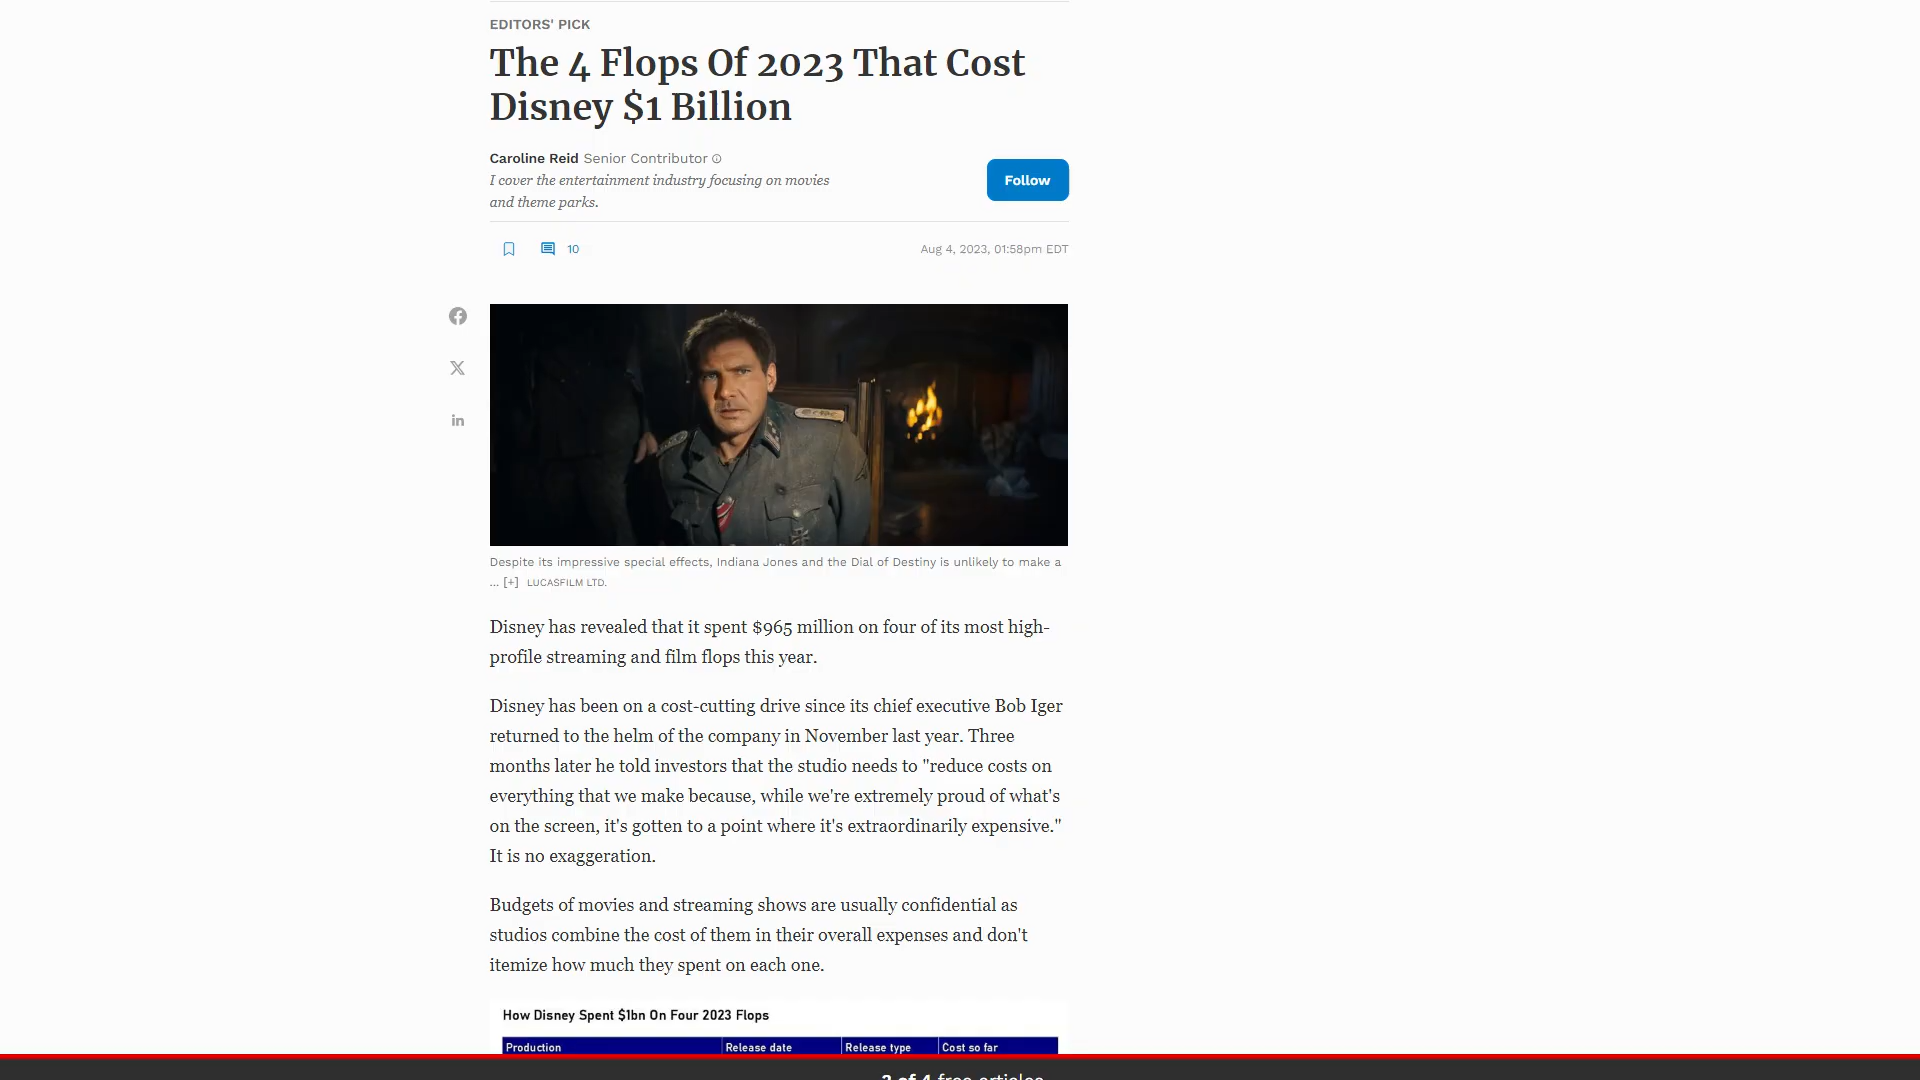 EDITORS' PICK
The 4 Flops Of 2023 That Cost
Disney $1 Billion
Caroline Reid Senior Contributor
I cover the entertainment industry focusing on movies
and theme parks.
Follow
10
Aug 4, 2023, 01:58pm EDT
Despite its impressive special effects, Indiana Jones and the Dial of Destiny is unlikely to make a
... [+] LUCASFILM LTD.
Disney has revealed that it spent $965 million on four of its most high-
profile streaming and film flops this year.
Disney has been on a cost-cutting drive since its chief executive Bob Iger
returned to the helm of the company in November last year. Three
months later he told investors that the studio needs to "reduce costs on
everything that we make because, while we're extremely proud of what's
on the screen, it's gotten to a point where it's extraordinarily expensive."
It is no exaggeration.
Budgets of movies and streaming shows are usually confidential as
studios combine the cost of them in their overall expenses and don't
itemize how much they spent on each one.
How Disney Spent $1bn On Four 2023 Flops
Production Release date Release type Cost so far
of 4 free articles